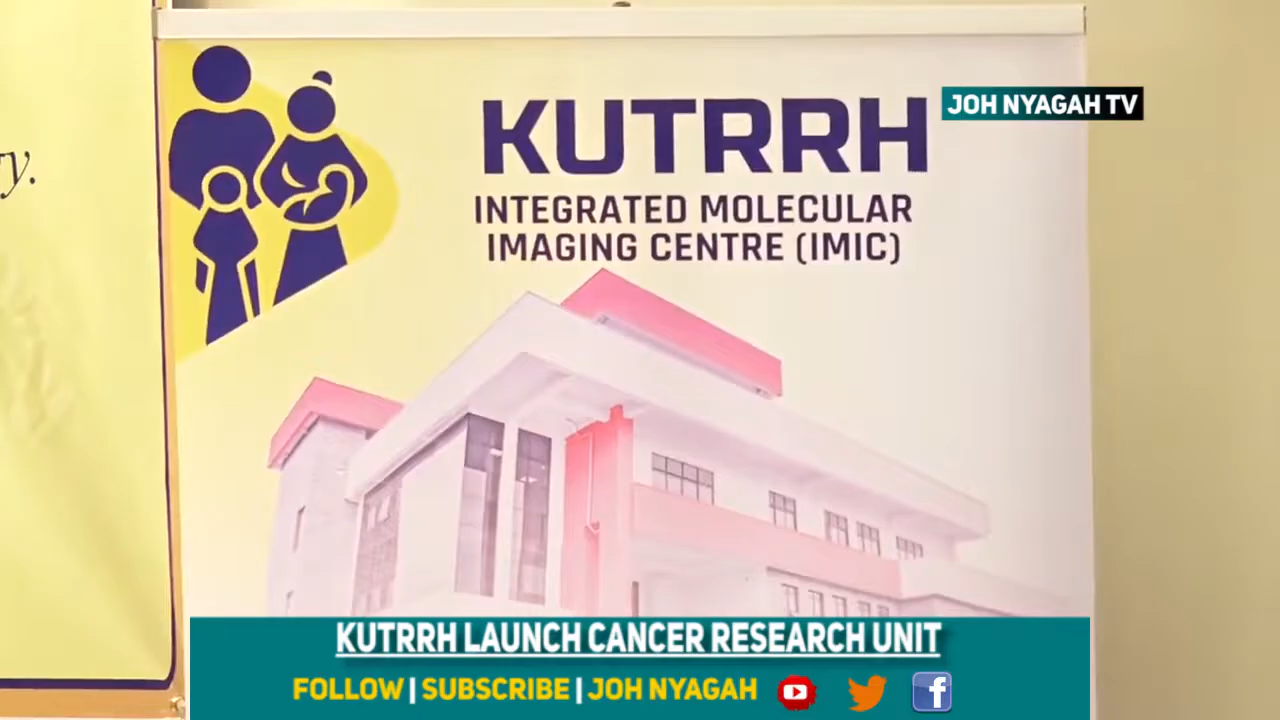 JOH NYAGAH TV
KUTRRH
INTEGRATED MOLECULAR
IMAGING CENTRE (IMIC)
KUTRRH LAUNCH CANCER RESEARCH UNIT
FOLLOW | SUBSCRIBE | JOH NYAGAH